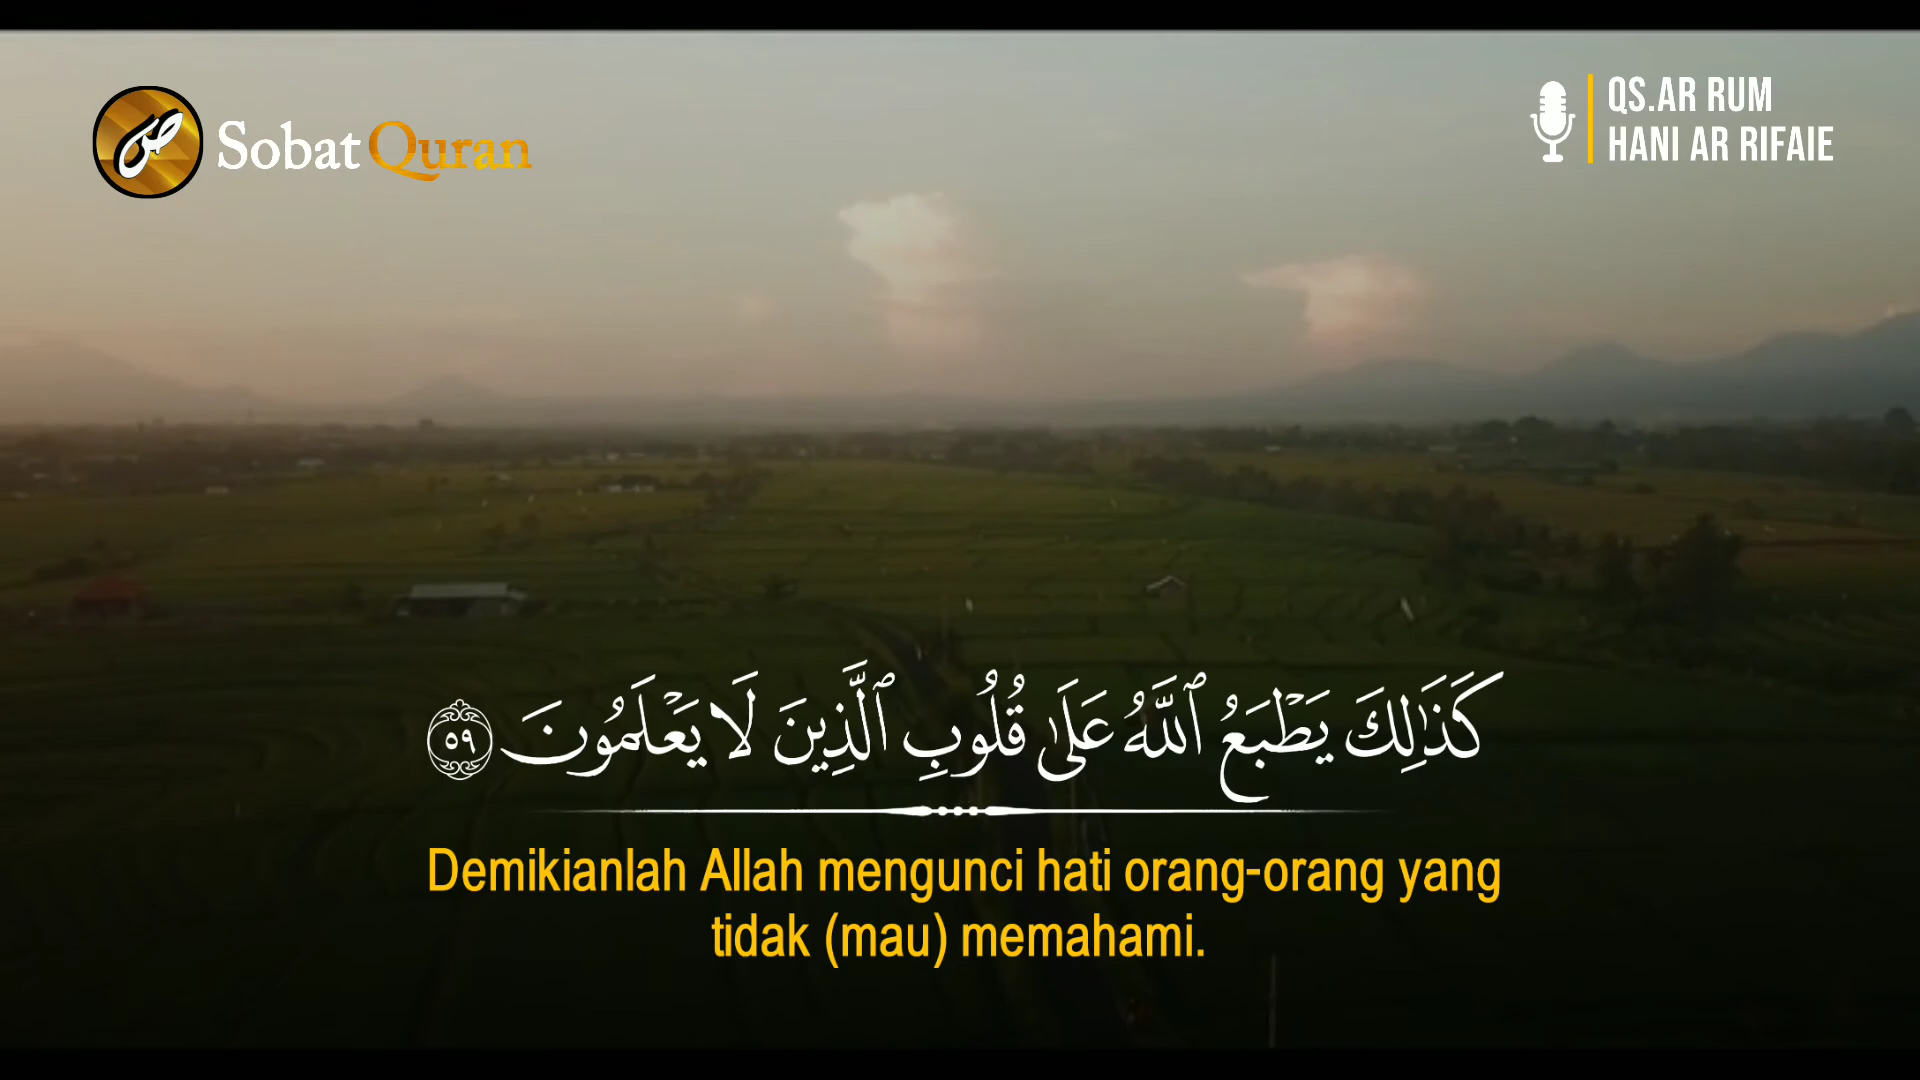 Sobat Quran
QS.AR RUM
HANI AR RIFAIE
كَذَٰلِكَ يَطْبَعُ ٱللَّهُ عَلَىٰ قُلُوبِ ٱلَّذِينَ لَا يَعْلَمُونَ ٥٩
Demikianlah Allah mengunci hati orang-orang yang
tidak (mau) memahami.